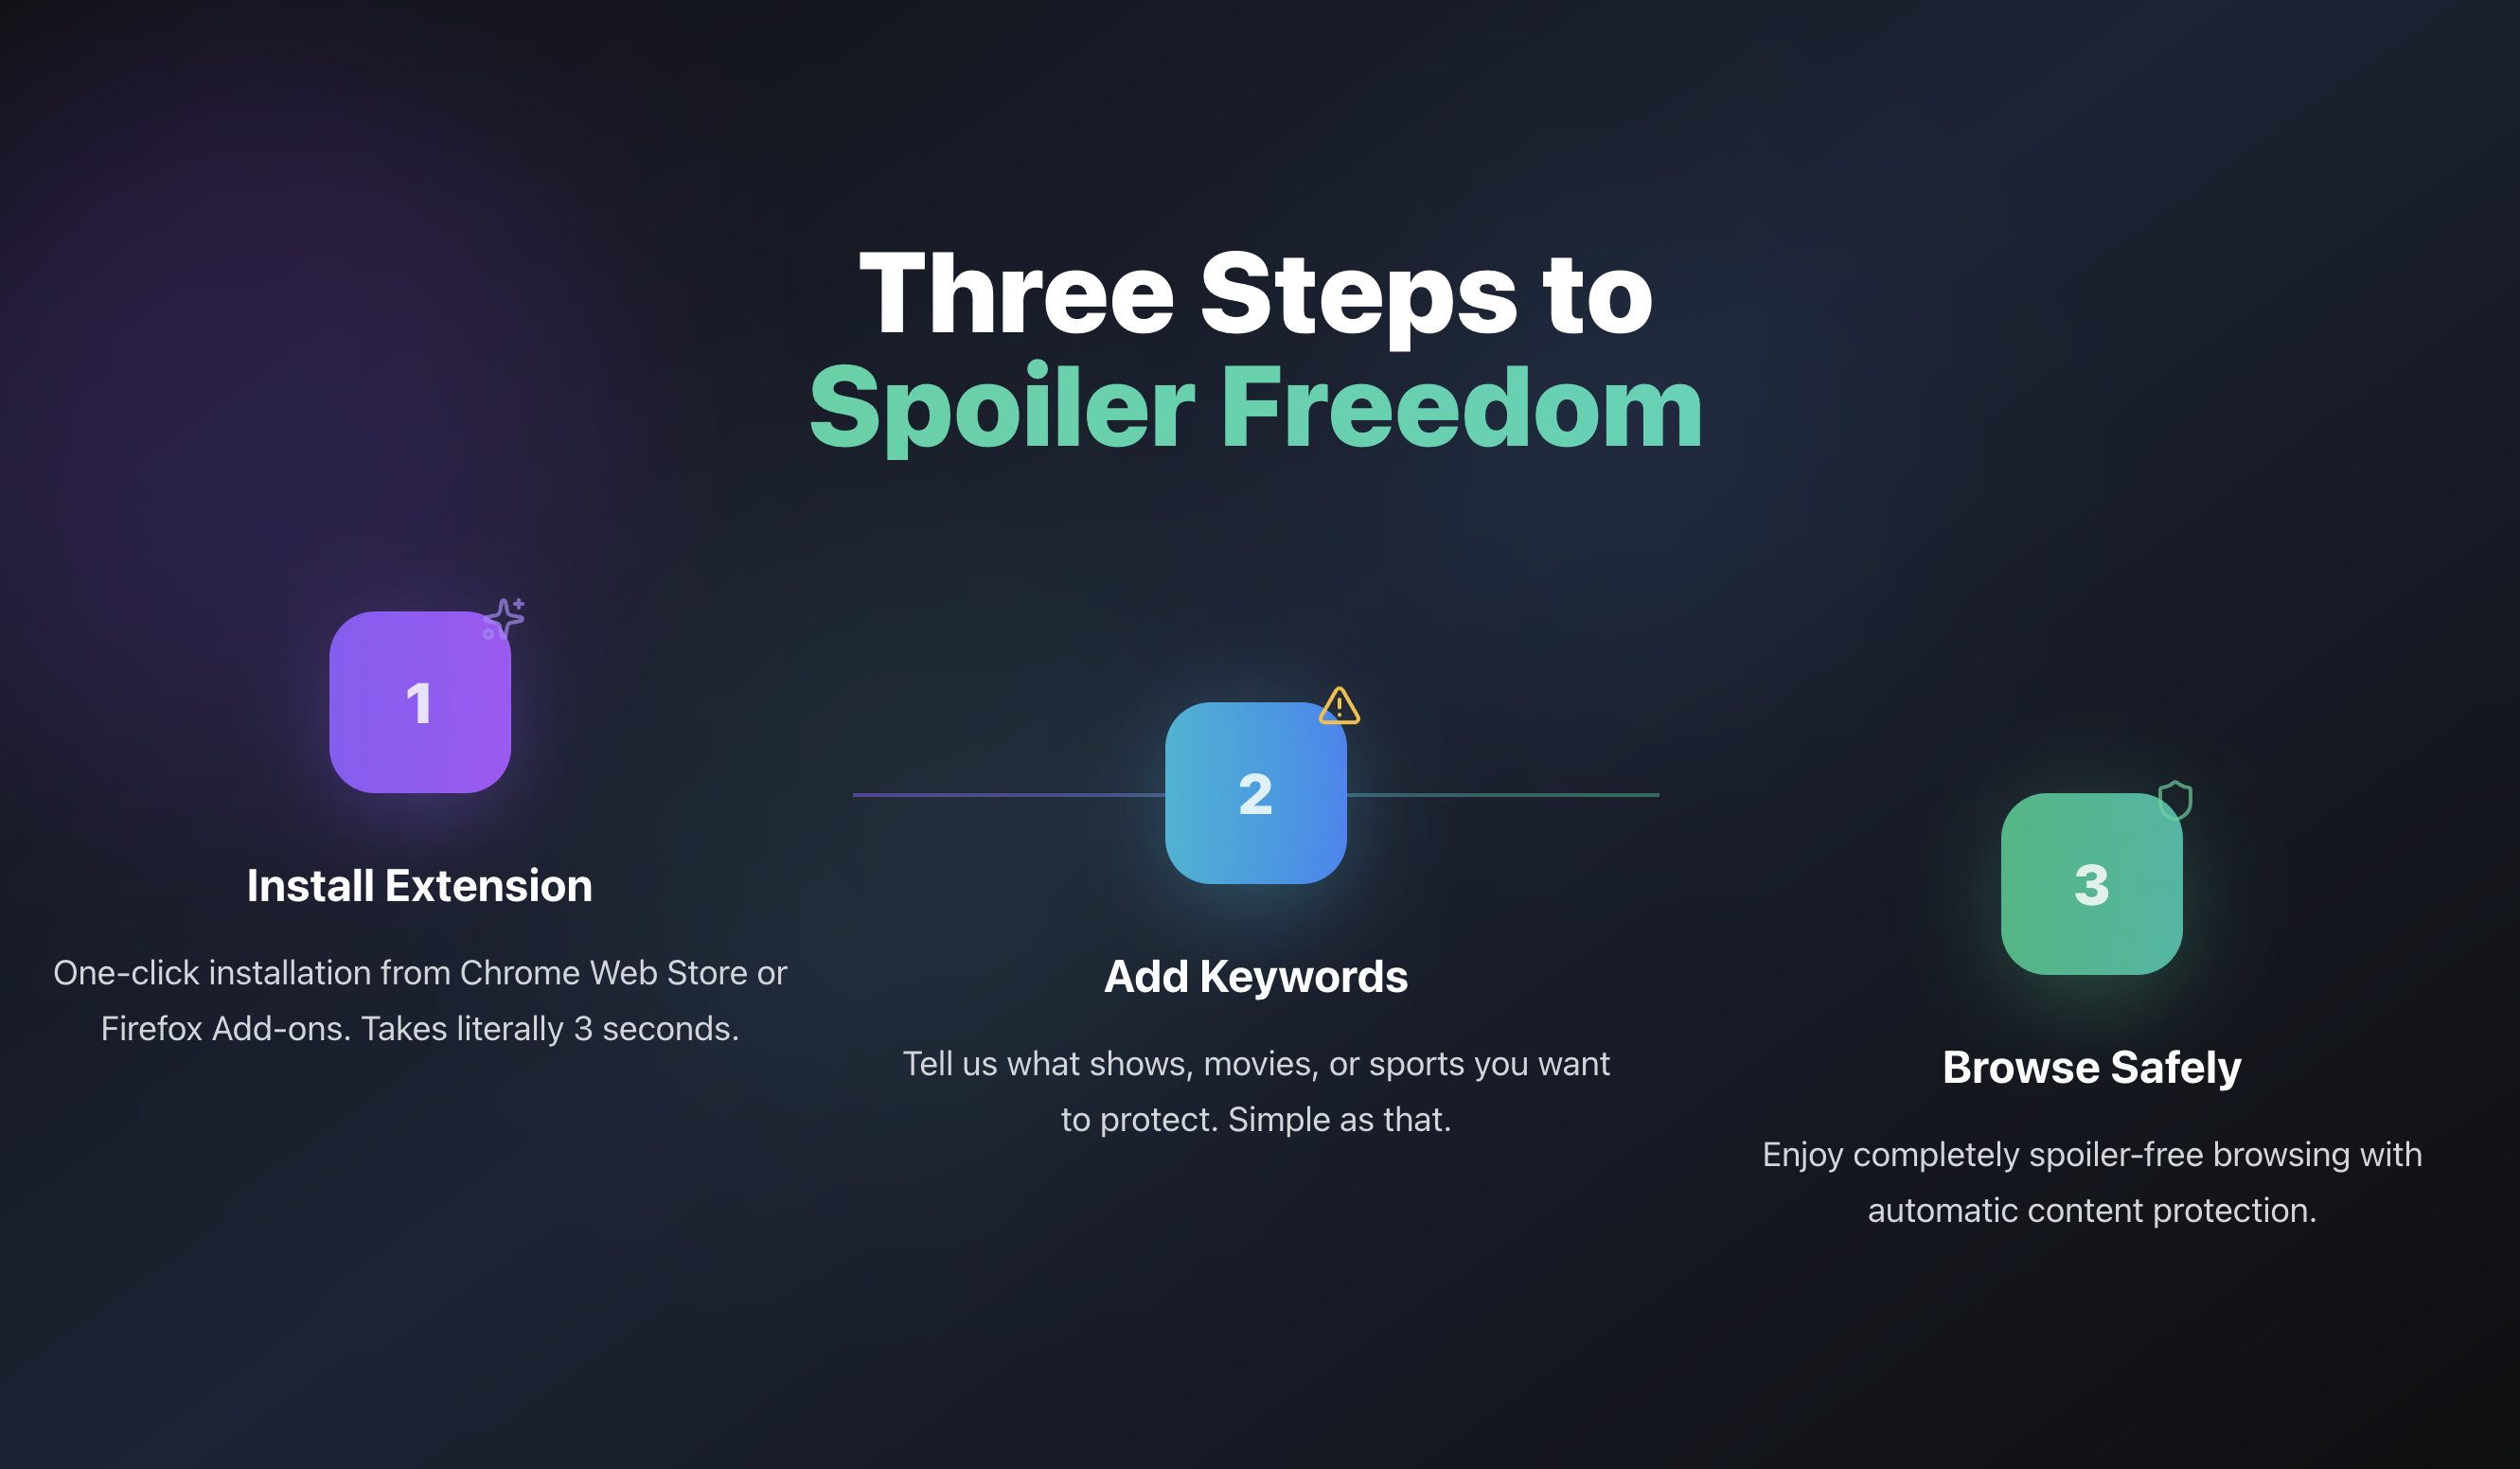 Three Steps to
Spoiler Freedom
1
Install Extension
One-click installation from Chrome Web Store or
Firefox Add-ons. Takes literally 3 seconds.
2
Add Keywords
Tell us what shows, movies, or sports you want
to protect. Simple as that.
3
Browse Safely
Enjoy completely spoiler-free browsing with
automatic content protection.